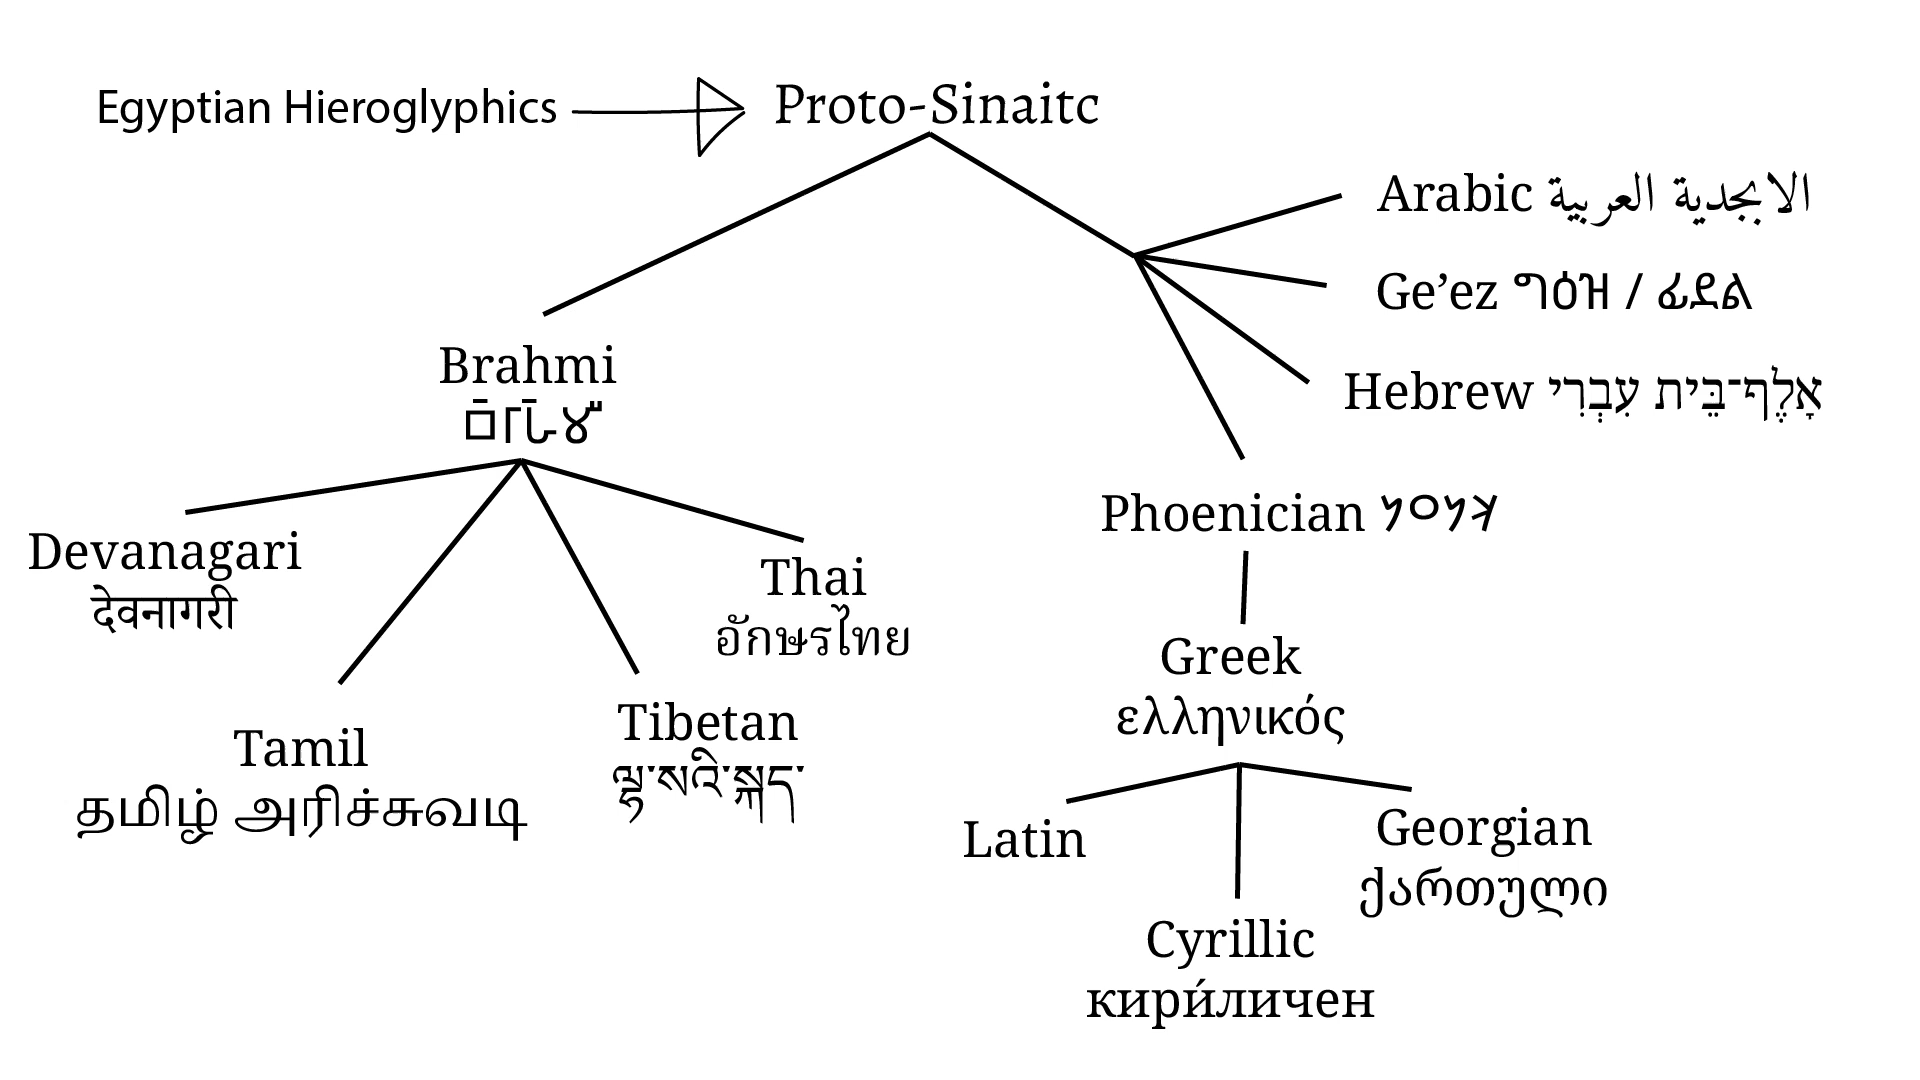 Egyptian Hieroglyphics
Proto-Sinaitc
Arabic الابجدية العربية
Ge’ez ግዕዝ / ፊደል
Hebrew אָלֶף־בֵּית עִבְרִי
Brahmi
Phoenician
Devanagari
देवनागरी
Thai
อักษรไทย
Greek
ελληνικός
Tamil
தமிழ் அரிச்சுவடி
Tibetan
ལྷ་སའི་སྐད་
Latin
Georgian
ქართული
Cyrillic
кири́личен